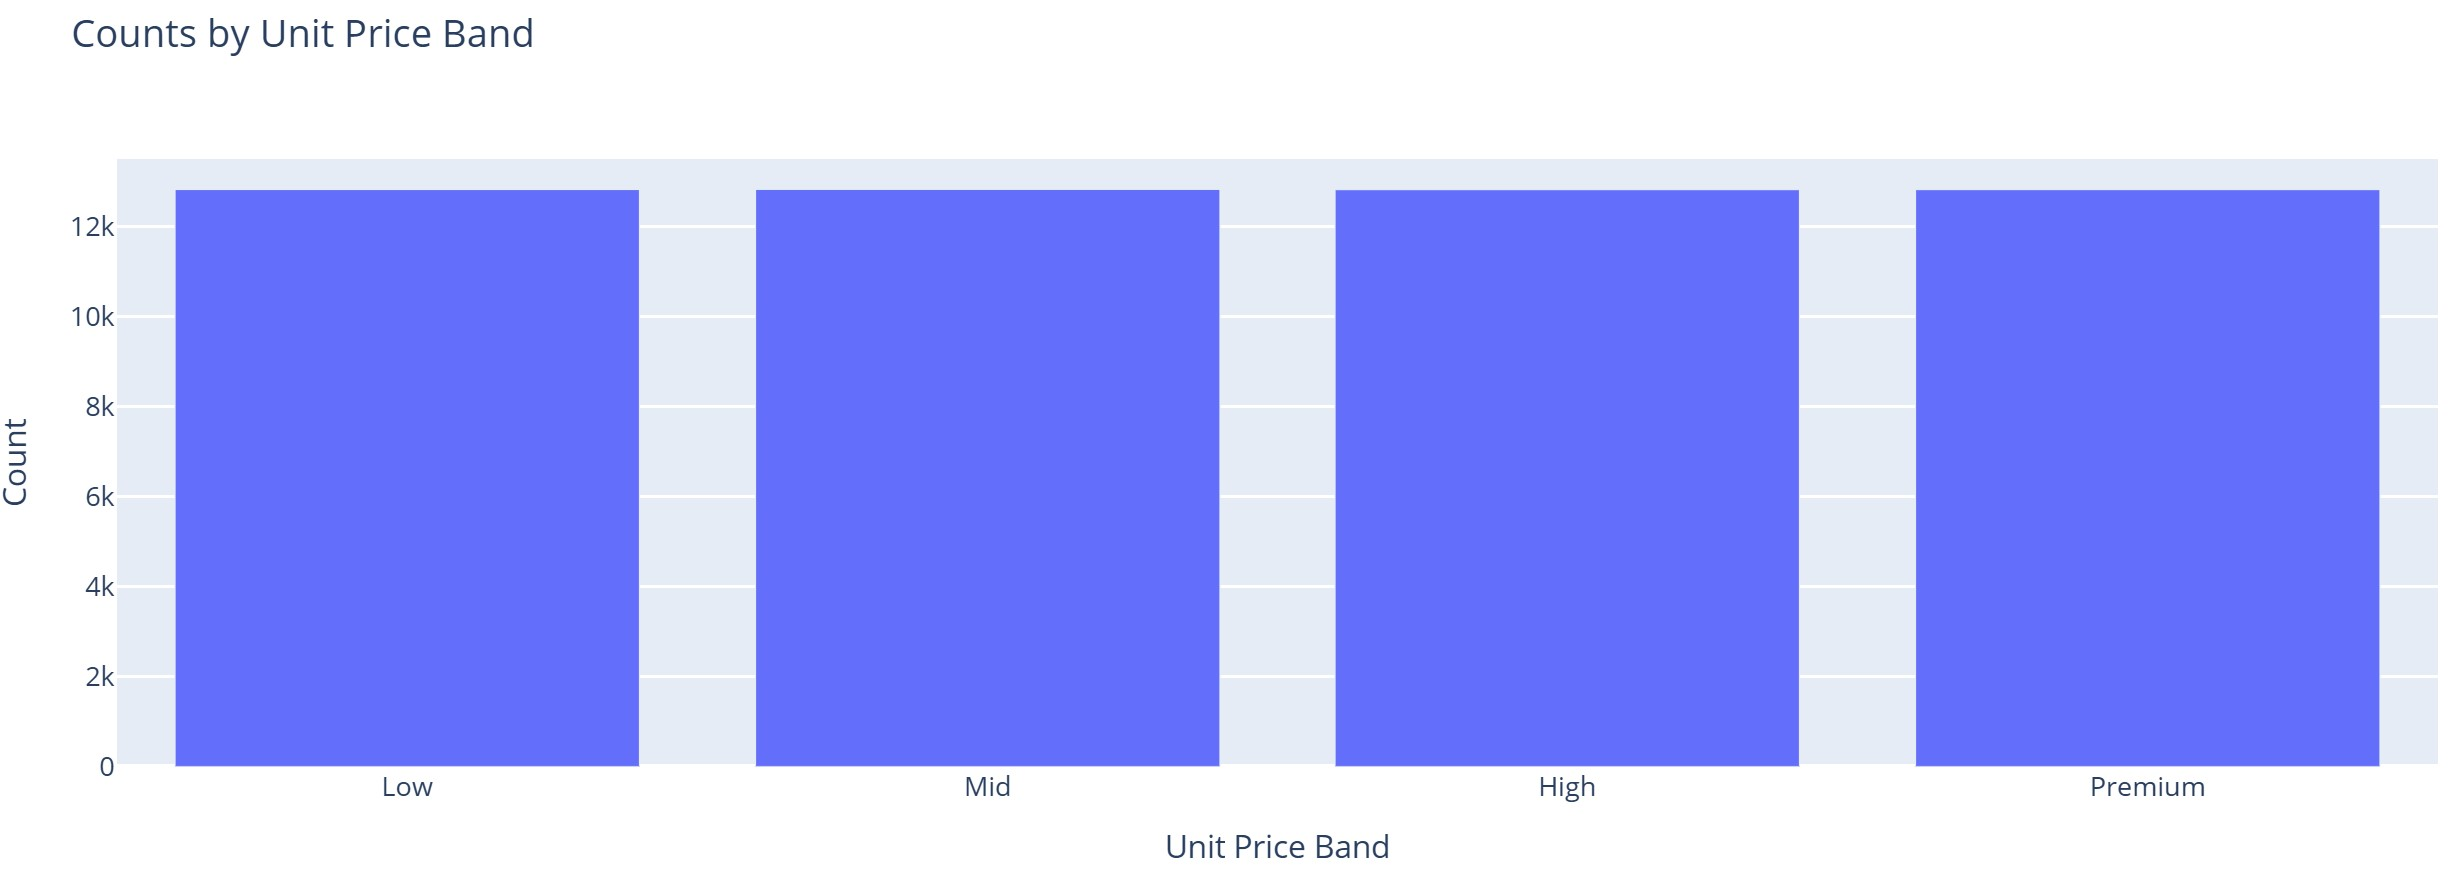 Counts by Unit Price Band
12k
10k
8k
6k
4k
2k
0
Count
Low
Mid
High
Premium
Unit Price Band